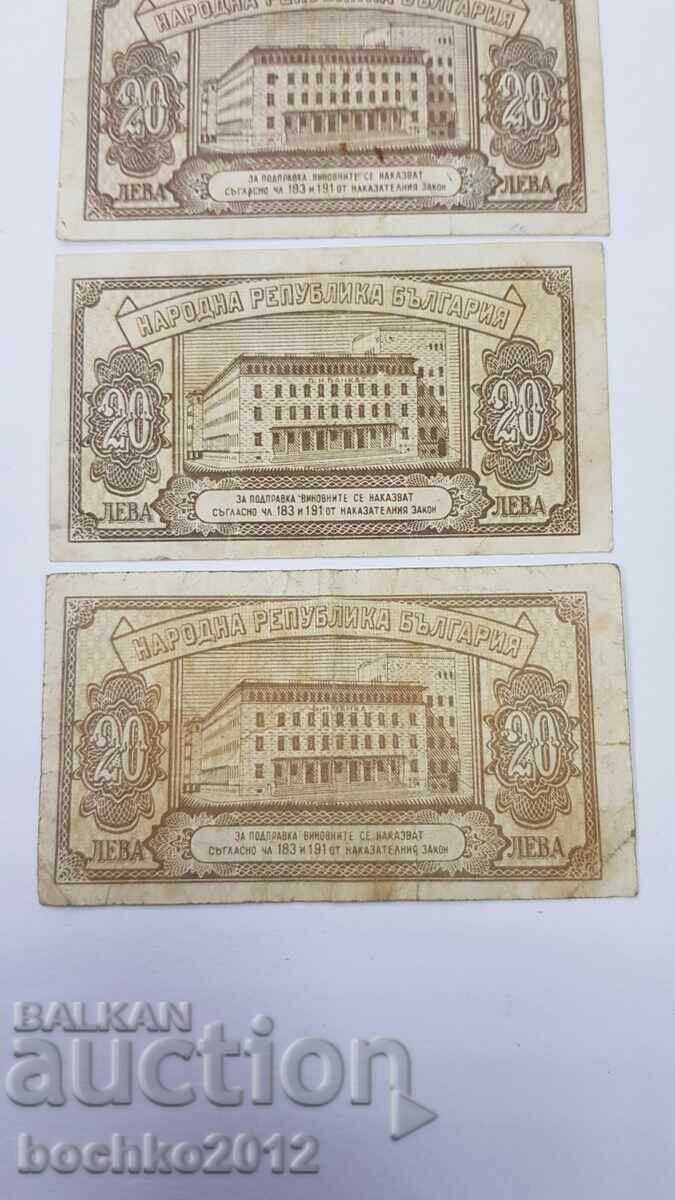 НАРОДНА РЕПУБЛИКА БЪЛГАРИЯ
20 20
ЗА ПОДПРАВКА ВИНОВНИТЕ СЕ НАКАЗВАТ
СЪГЛАСНО ЧЛ 183 И 191 ОТ НАКАЗАТЕЛНИЯ ЗАКОН
ЛЕВА ЛЕВА
НАРОДНА РЕПУБЛИКА БЪЛГАРИЯ
Б.Н.БАНКА
20 20
ЗА ПОДПРАВКА ВИНОВНИТЕ СЕ НАКАЗВАТ
СЪГЛАСНО ЧЛ 183 И 191 ОТ НАКАЗАТЕЛНИЯ ЗАКОН
ЛЕВА ЛЕВА
НАРОДНА РЕПУБЛИКА БЪЛГАРИЯ
Б.Н.БАНКА
20 20
ЗА ПОДПРАВКА ВИНОВНИТЕ СЕ НАКАЗВАТ
СЪГЛАСНО ЧЛ 183 И 191 ОТ НАКАЗАТЕЛНИЯ ЗАКОН
ЛЕВА ЛЕВА
BALKAN
auction
bochko2012